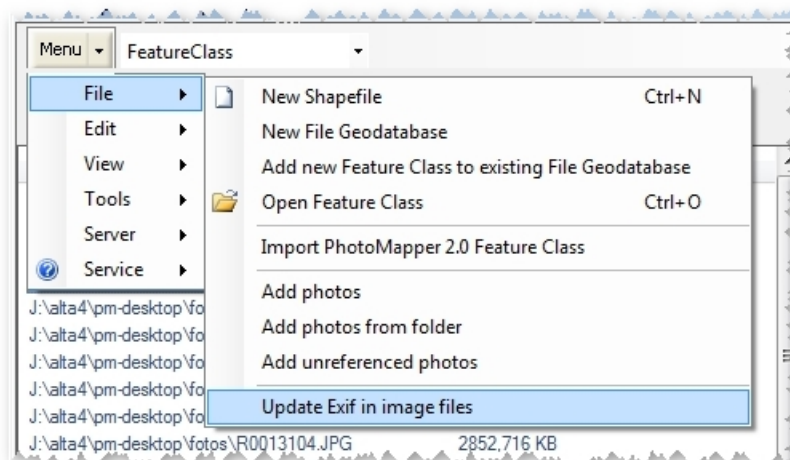 Menu FeatureClass
File
Edit
View
Tools
Server
Service
New Shapefile Ctrl+N
New File Geodatabase
Add new Feature Class to existing File Geodatabase
Open Feature Class Ctrl+O
Import PhotoMapper 2.0 Feature Class
Add photos
Add photos from folder
Add unreferenced photos
Update Exif in image files
J:\alta4\pm-desktop\fo
J:\alta4\pm-desktop\fo
J:\alta4\pm-desktop\fo
J:\alta4\pm-desktop\fo
J:\alta4\pm-desktop\fo
J:\alta4\pm-desktop\fotos\R0013104.JPG 2852,716 KB